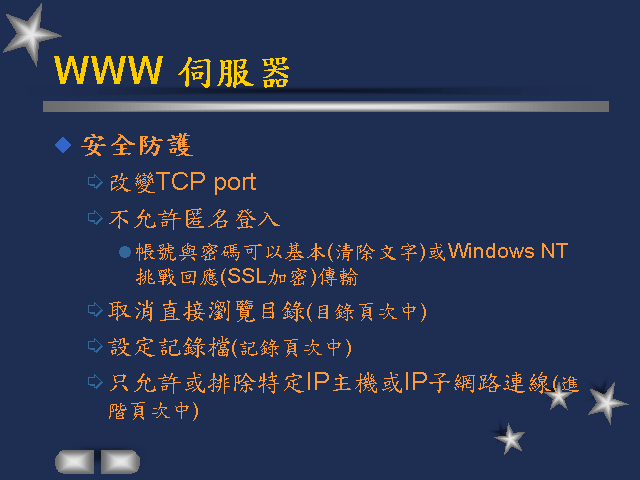 WWW 伺服器
安全防護
改變TCP port
不允許匿名登入
帳號與密碼可以基本(清除文字)或Windows NT
挑戰回應(SSL加密)傳輸
取消直接瀏覽目錄(目錄頁次中)
設定記錄檔(記錄頁次中)
只允許或排除特定IP主機或IP子網路連線(進
階頁次中)